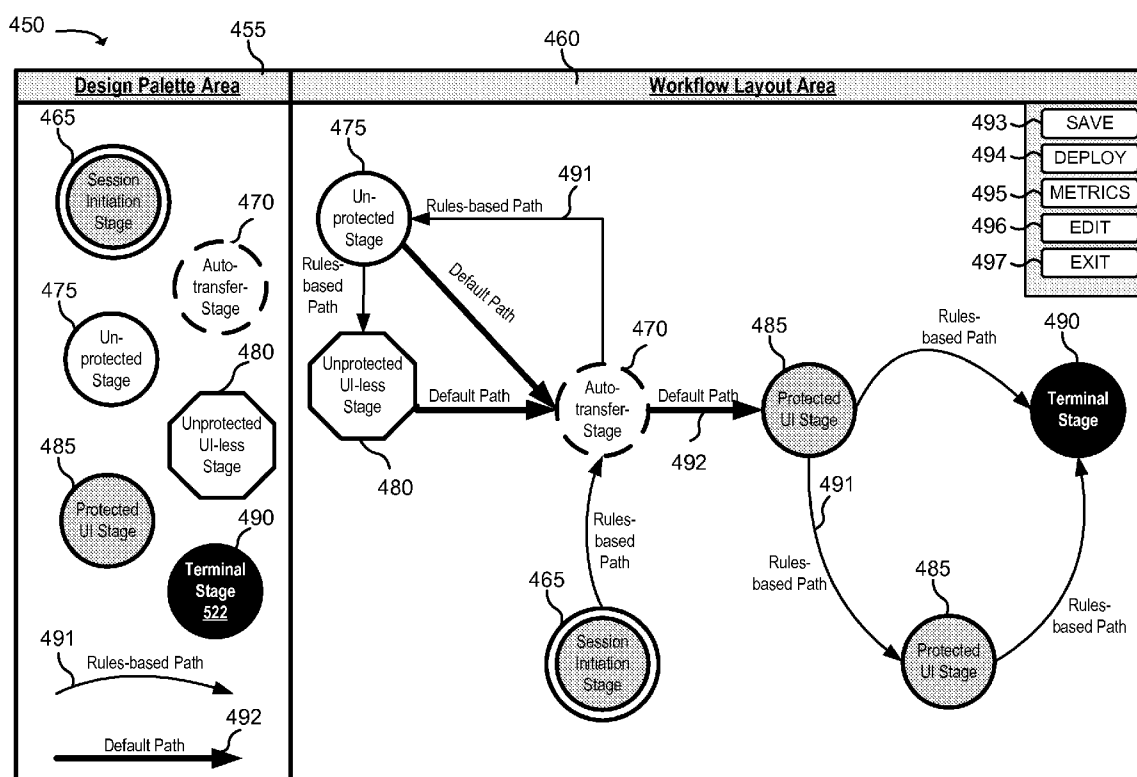 450
455
460
Design Palette Area
Workflow Layout Area
465
Session
Initiation
Stage
470
Auto-
transfer-
Stage
475
Un-
protected
Stage
480
Unprotected
UI-less
Stage
485
Protected
UI Stage
490
Terminal
Stage
522
491
Rules-based Path
492
Default Path
475
Un-
protected
Stage
491
Rules-based Path
Rules-
based
Path
Default Path
Unprotected
UI-less Stage
480
Default Path
470
Auto-
transfer-
Stage
Default Path
492
485
Protected
UI Stage
Rules-
based Path
490
Terminal
Stage
491
Rules-
based Path
Rules-
based
Path
465
Session
Initiation
Stage
485
Protected
UI Stage
Rules-
based Path
493
SAVE
494
DEPLOY
495
METRICS
496
EDIT
497
EXIT